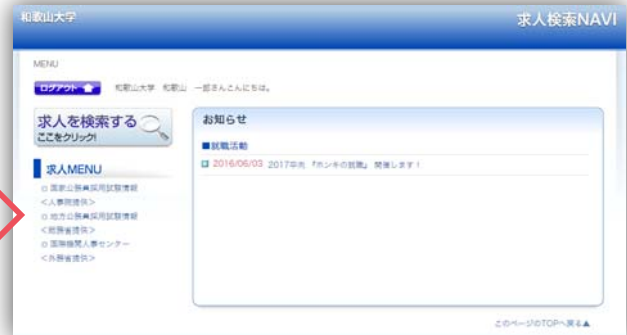 和歌山大学
求人検索NAVI
MENU
ログアウト
和歌山大学 和歌山 一郎さんこんにちは。
求人を検索する
ここをクリック!
求人MENU
国家公務員採用試験情報
<人事院提供>
地方公務員採用試験情報
<総務省提供>
国際機関人事センター
<外務省提供>
お知らせ
■就職活動
2016/06/03 2017卒向『ホンキの就職』開催します!
このページのTOPへ戻る▲